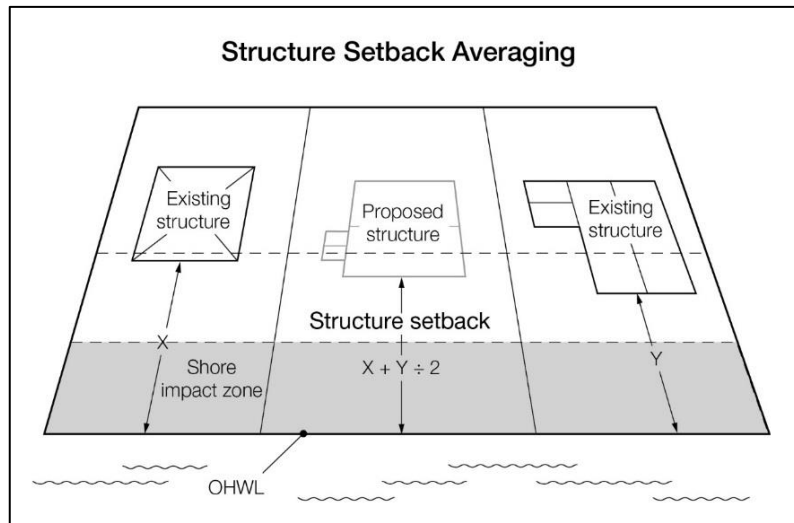 Structure Setback Averaging
Existing
structure
Proposed
structure
Existing
structure
Structure setback
X
X + Y ÷ 2
Y
Shore
impact zone
OHWL